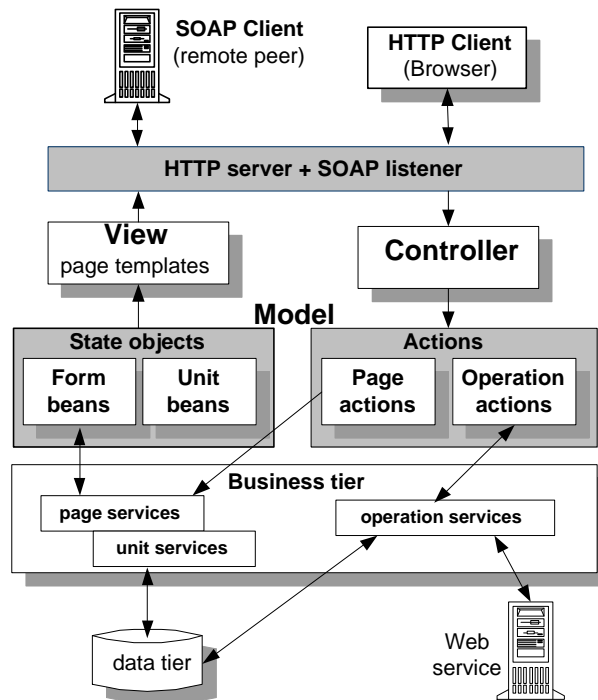 SOAP Client
(remote peer)
HTTP Client
(Browser)
HTTP server + SOAP listener
View
page templates
Controller
Model
State objects
Actions
Form
beans
Unit
beans
Page
actions
Operation
actions
Business tier
page services
unit services
operation services
data tier
Web
service